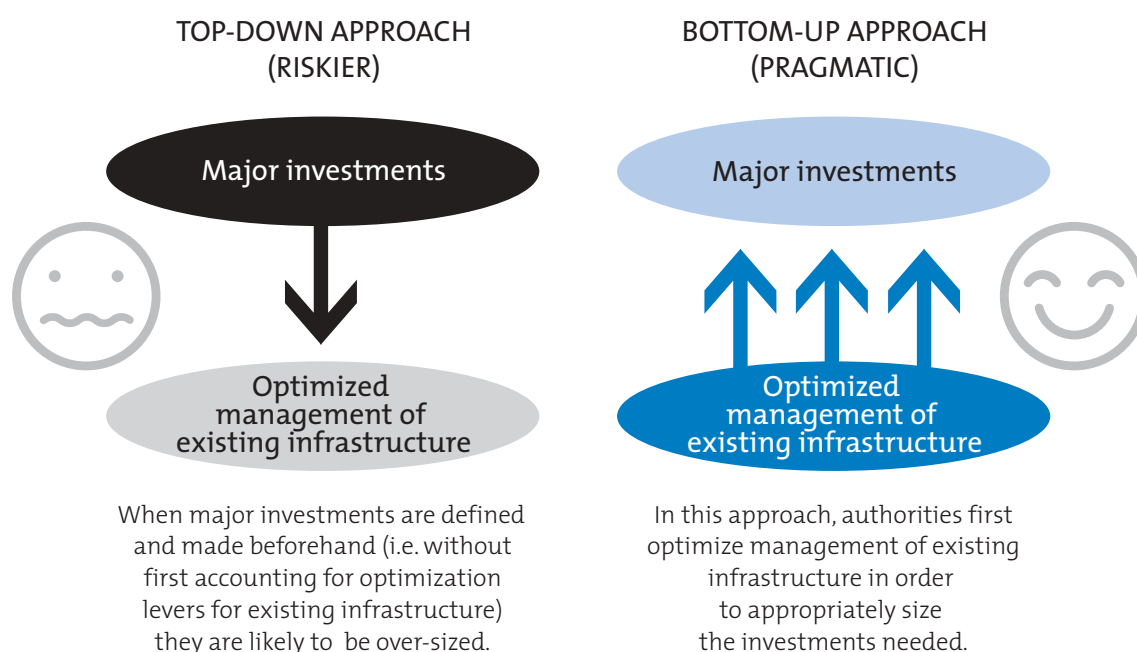 TOP-DOWN APPROACH
(RISKIER)
Major investments
Optimized
management of
existing infrastructure
When major investments are defined
and made beforehand (i.e. without
first accounting for optimization
levers for existing infrastructure)
they are likely to be over-sized.
BOTTOM-UP APPROACH
(PRAGMATIC)
Major investments
Optimized
management of
existing infrastructure
In this approach, authorities first
optimize management of existing
infrastructure in order
to appropriately size
the investments needed.